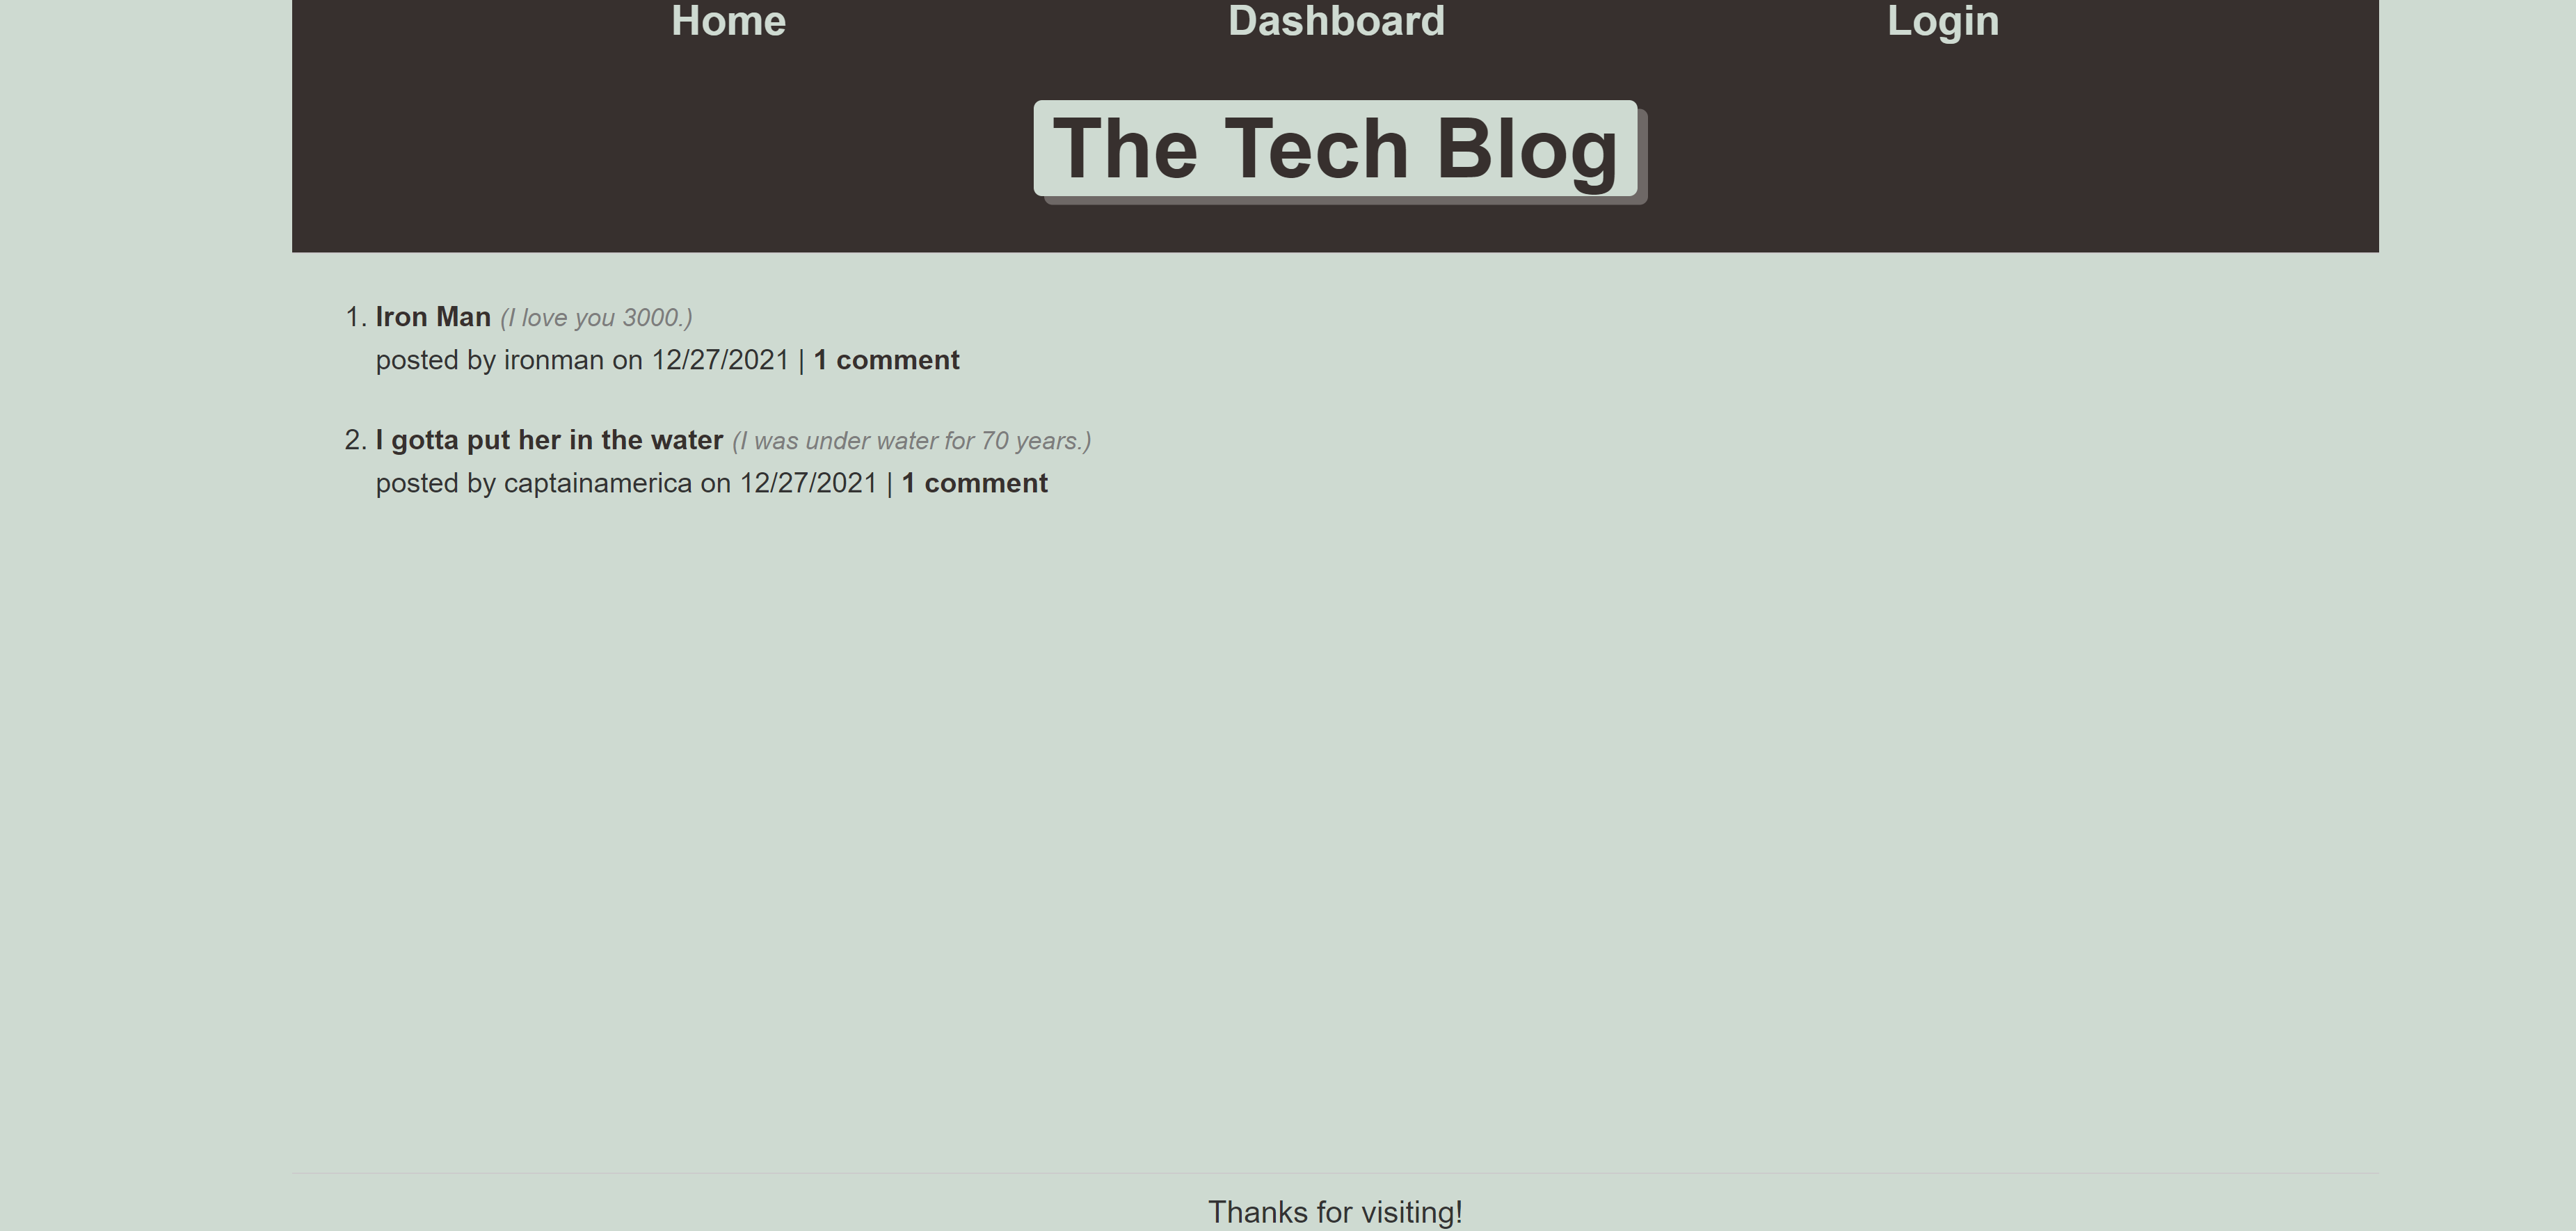 Home Dashboard Login
The Tech Blog
1. Iron Man (I love you 3000.)
posted by ironman on 12/27/2021 | 1 comment
2. I gotta put her in the water (I was under water for 70 years.)
posted by captainamerica on 12/27/2021 | 1 comment
Thanks for visiting!